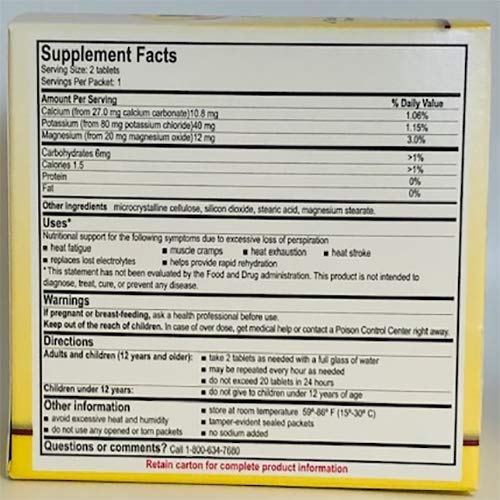 Supplement Facts
Serving Size: 2 tablets
Servings Per Packet: 1
Amount Per Serving % Daily Value
Calcium (from 27.0 mg calcium carbonate)10.8 mg 1.06%
Potassium (from 80 mg potassium chloride)40 mg 1.15%
Magnesium (from 20 mg magnesium oxide)12 mg 3.0%
Carbohydrates 6mg >1%
Calories 1.5 >1%
Protein 0%
Fat 0%
Other Ingredients microcrystalline cellulose, silicon dioxide, stearic acid, magnesium stearate.
Uses*
Nutritional support for the following symptoms due to excessive loss of perspiration
▪ heat fatigue ▪ muscle cramps ▪ heat exhaustion ▪ heat stroke
▪ replaces lost electrolytes ▪ helps provide rapid rehydration
*This statement has not been evaluated by the Food and Drug administration. This product is not intended to
diagnose, treat, cure, or prevent any disease.
Warnings
If pregnant or breast-feeding, ask a health professional before use.
Keep out of the reach of children. In case of over dose, get medical help or contact a Poison Control Center right away.
Directions
Adults and children (12 years and older): ▪ take 2 tablets as needed with a full glass of water
▪ may be repeated every hour as needed
▪ do not exceed 20 tablets in 24 hours
Children under 12 years: ▪ do not give to children under 12 years of age
Other information ▪ store at room temperature 59º-86º F (15º-30º C)
▪ avoid excessive heat and humidity ▪ tamper-evident sealed packets
▪ do not use any opened or torn packets ▪ no sodium added
Questions or comments? Call 1-800-634-7680
Retain carton for complete product information